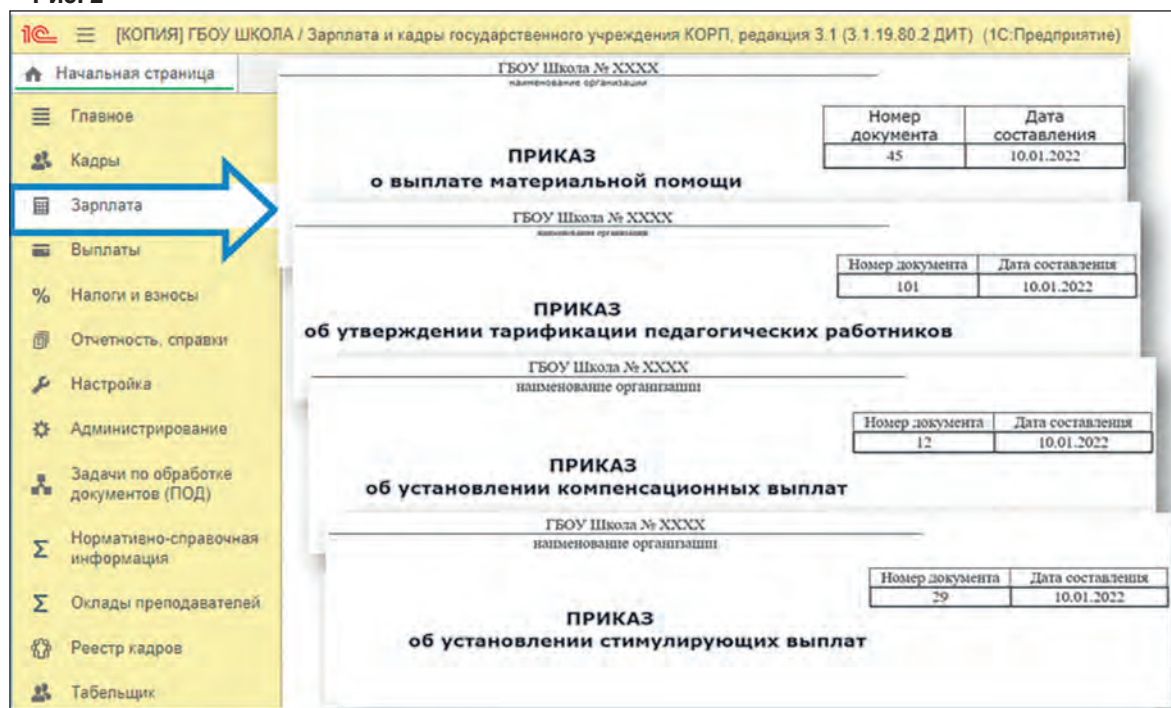 1С [КОПИЯ] ГБОУ ШКОЛА / Зарплата и кадры государственного учреждения КОРП, редакция 3.1 (3.1.19.80.2 ДИТ) (1С:Предприятие)
Начальная страница
Главное
Кадры
Зарплата
Выплаты
% Налоги и взносы
Отчетность, справки
Настройка
Администрирование
Задачи по обработке
документов (ПОД)
Нормативно-справочная
информация
Оклады преподавателей
Реестр кадров
Табельщик
ГБОУ Школа № XXXX
наименование организации
Номер документа Дата составления
45 10.01.2022
ПРИКАЗ
о выплате материальной помощи
ГБОУ Школа № XXXX
наименование организации
Номер документа Дата составления
101 10.01.2022
ПРИКАЗ
об утверждении тарификации педагогических работников
ГБОУ Школа № XXXX
наименование организации
Номер документа Дата составления
12 10.01.2022
ПРИКАЗ
об установлении компенсационных выплат
ГБОУ Школа № XXXX
наименование организации
Номер документа Дата составления
29 10.01.2022
ПРИКАЗ
об установлении стимулирующих выплат